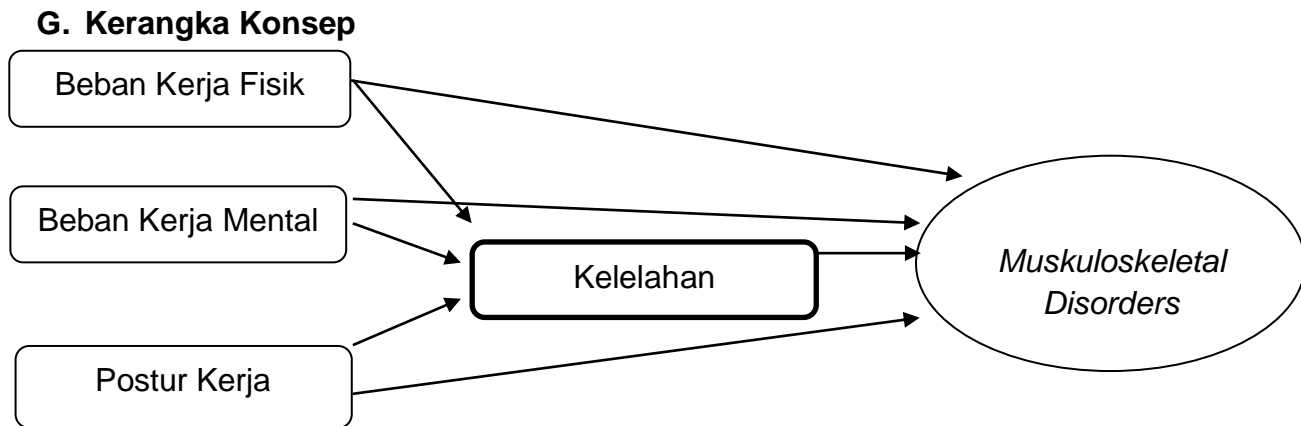 G. Kerangka Konsep
Beban Kerja Fisik
Beban Kerja Mental
Kelelahan
Muskuloskeletal
Disorders
Postur Kerja